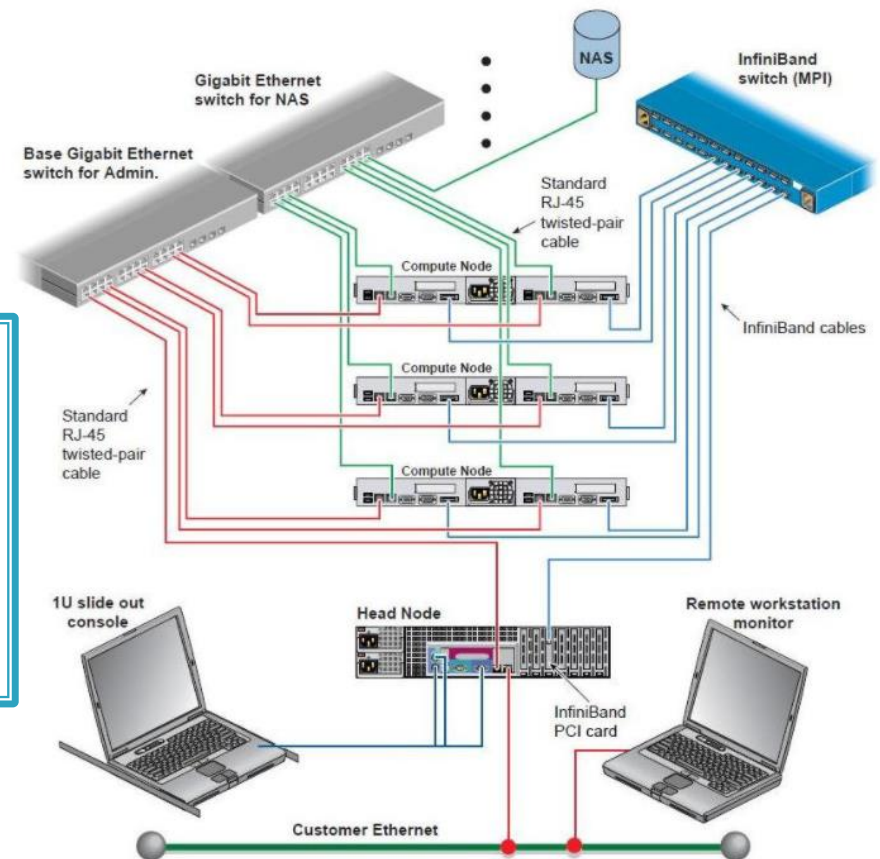 NAS
InfiniBand
switch (MPI)
Gigabit Ethernet
switch for NAS
Base Gigabit Ethernet
switch for Admin.
Standard
RJ-45
twisted-pair
cable
Compute Node
InfiniBand cables
Compute Node
Standard
RJ-45
twisted-pair
cable
Compute Node
1U slide out
console
Head Node
Remote workstation
monitor
InfiniBand
PCI card
Customer Ethernet